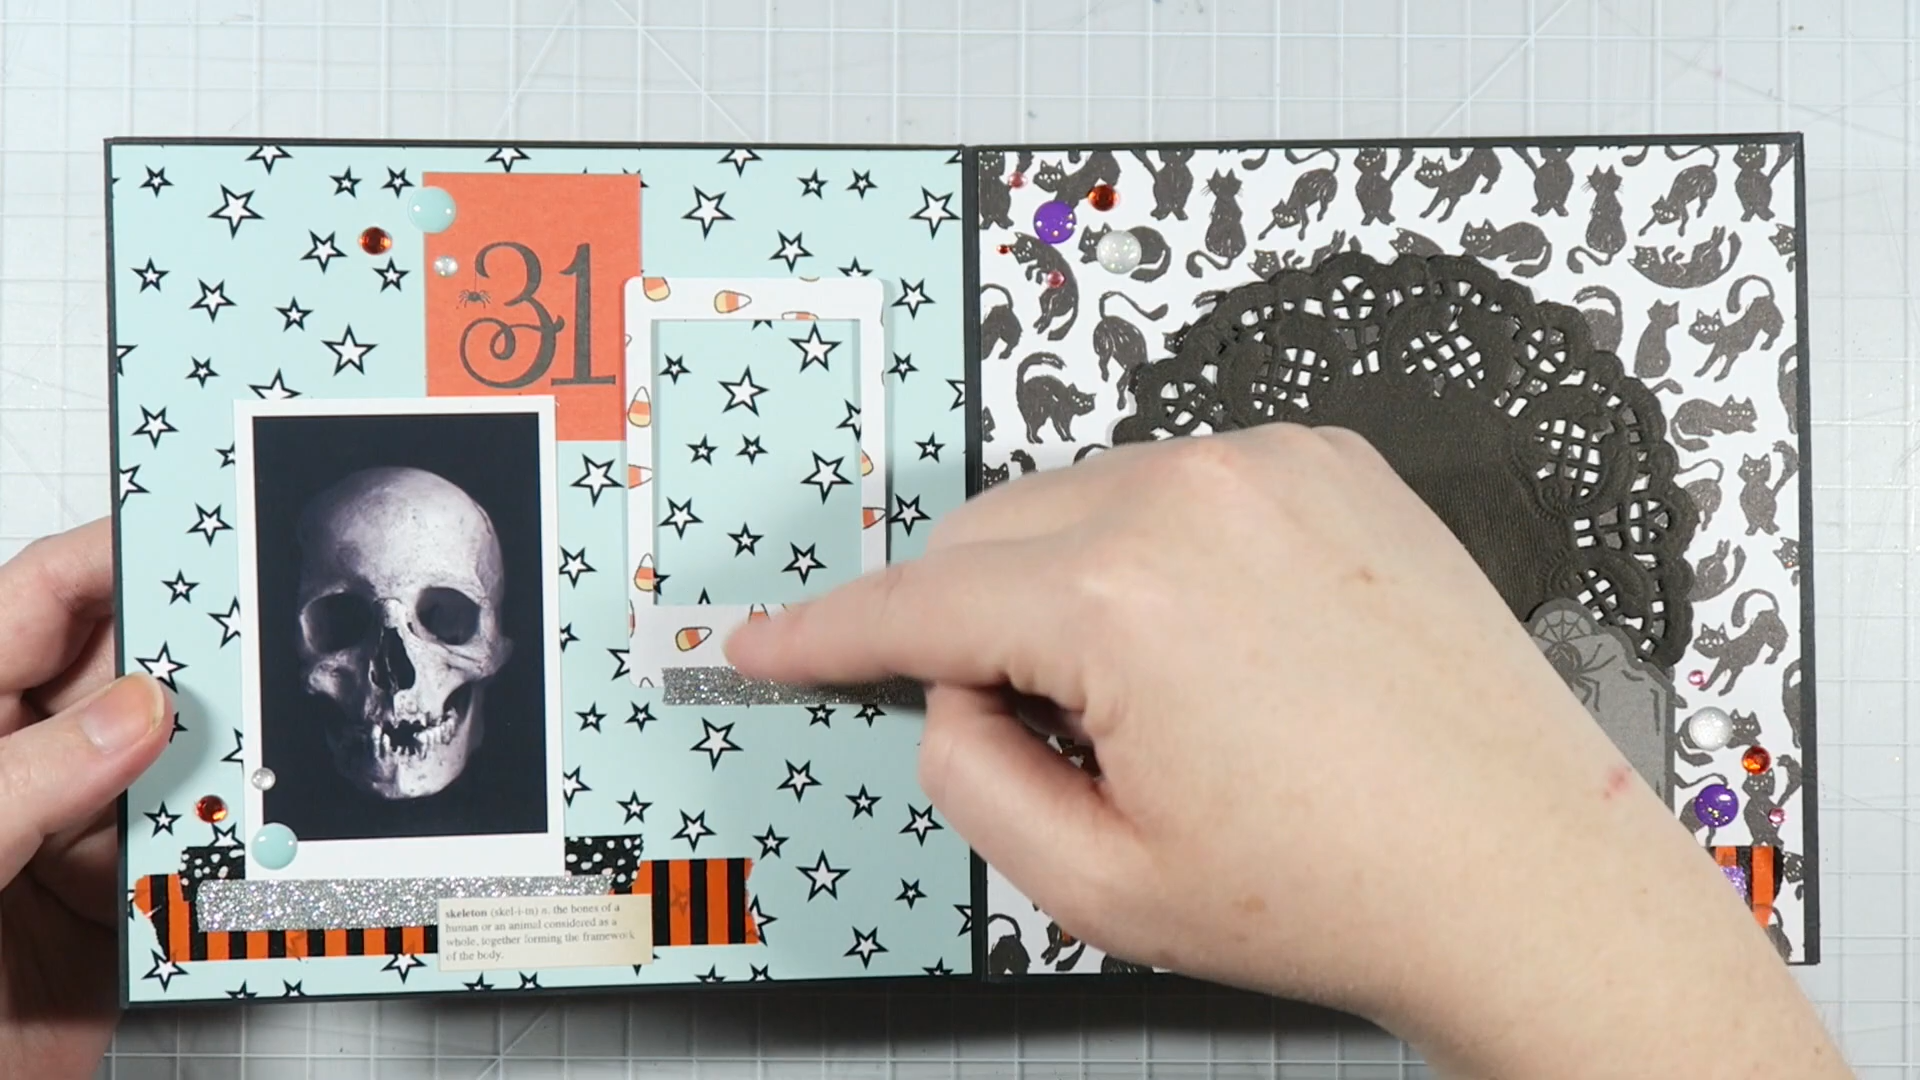 31
skeleton (skel-i-tn) n. the bones of a
human or an animal considered as a
whole, together forming the framework
of the body.